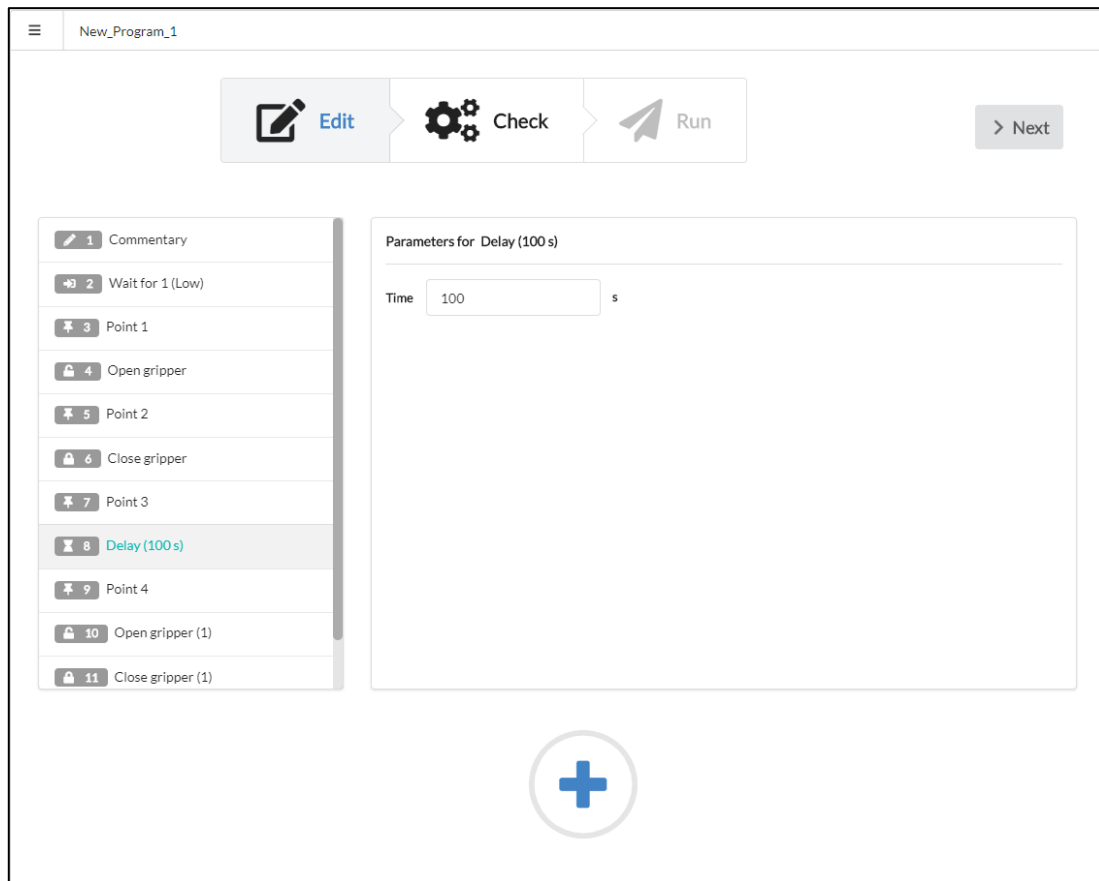 New_Program_1
Edit
Check
Run
Next
1 Commentary
2 Wait for 1 (Low)
3 Point 1
4 Open gripper
5 Point 2
6 Close gripper
7 Point 3
8 Delay (100 s)
9 Point 4
10 Open gripper (1)
11 Close gripper (1)
Parameters for Delay (100 s)
Time 100 s